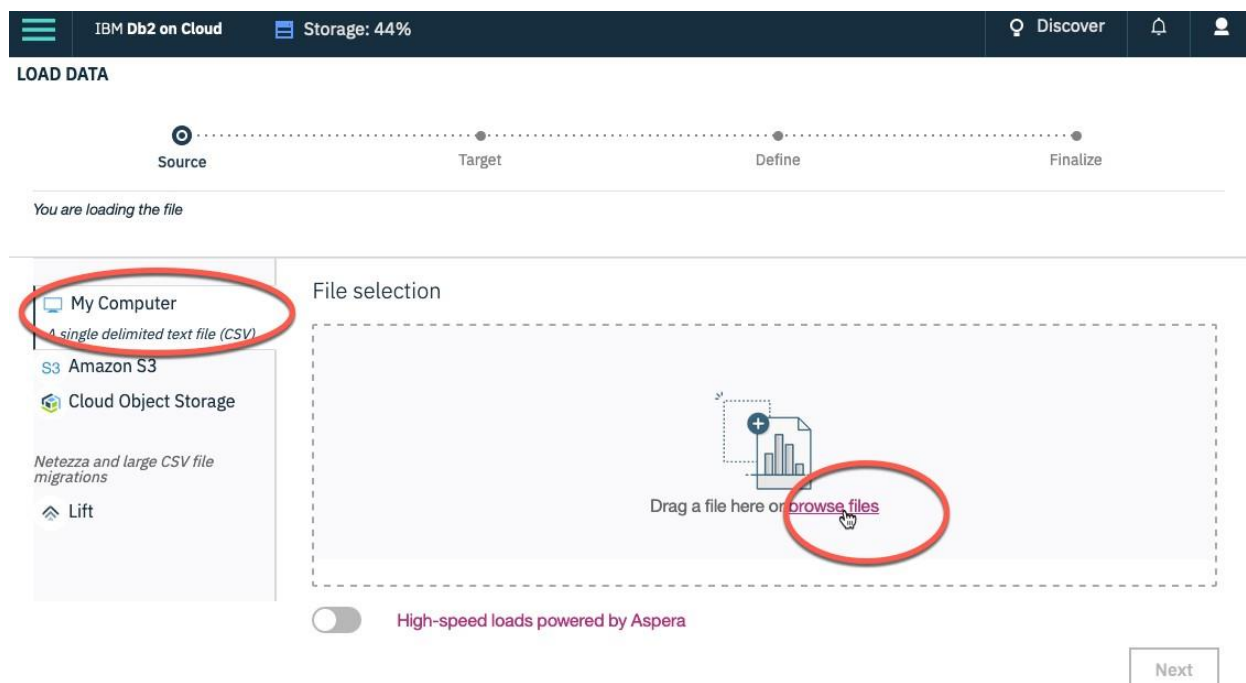 IBM Db2 on Cloud
Storage: 44%
Discover
LOAD DATA
Source
Target
Define
Finalize
You are loading the file
My Computer
A single delimited text file (CSV)
S3 Amazon S3
Cloud Object Storage
Netezza and large CSV file
migrations
Lift
File selection
Drag a file here or browse files
High-speed loads powered by Aspera
Next